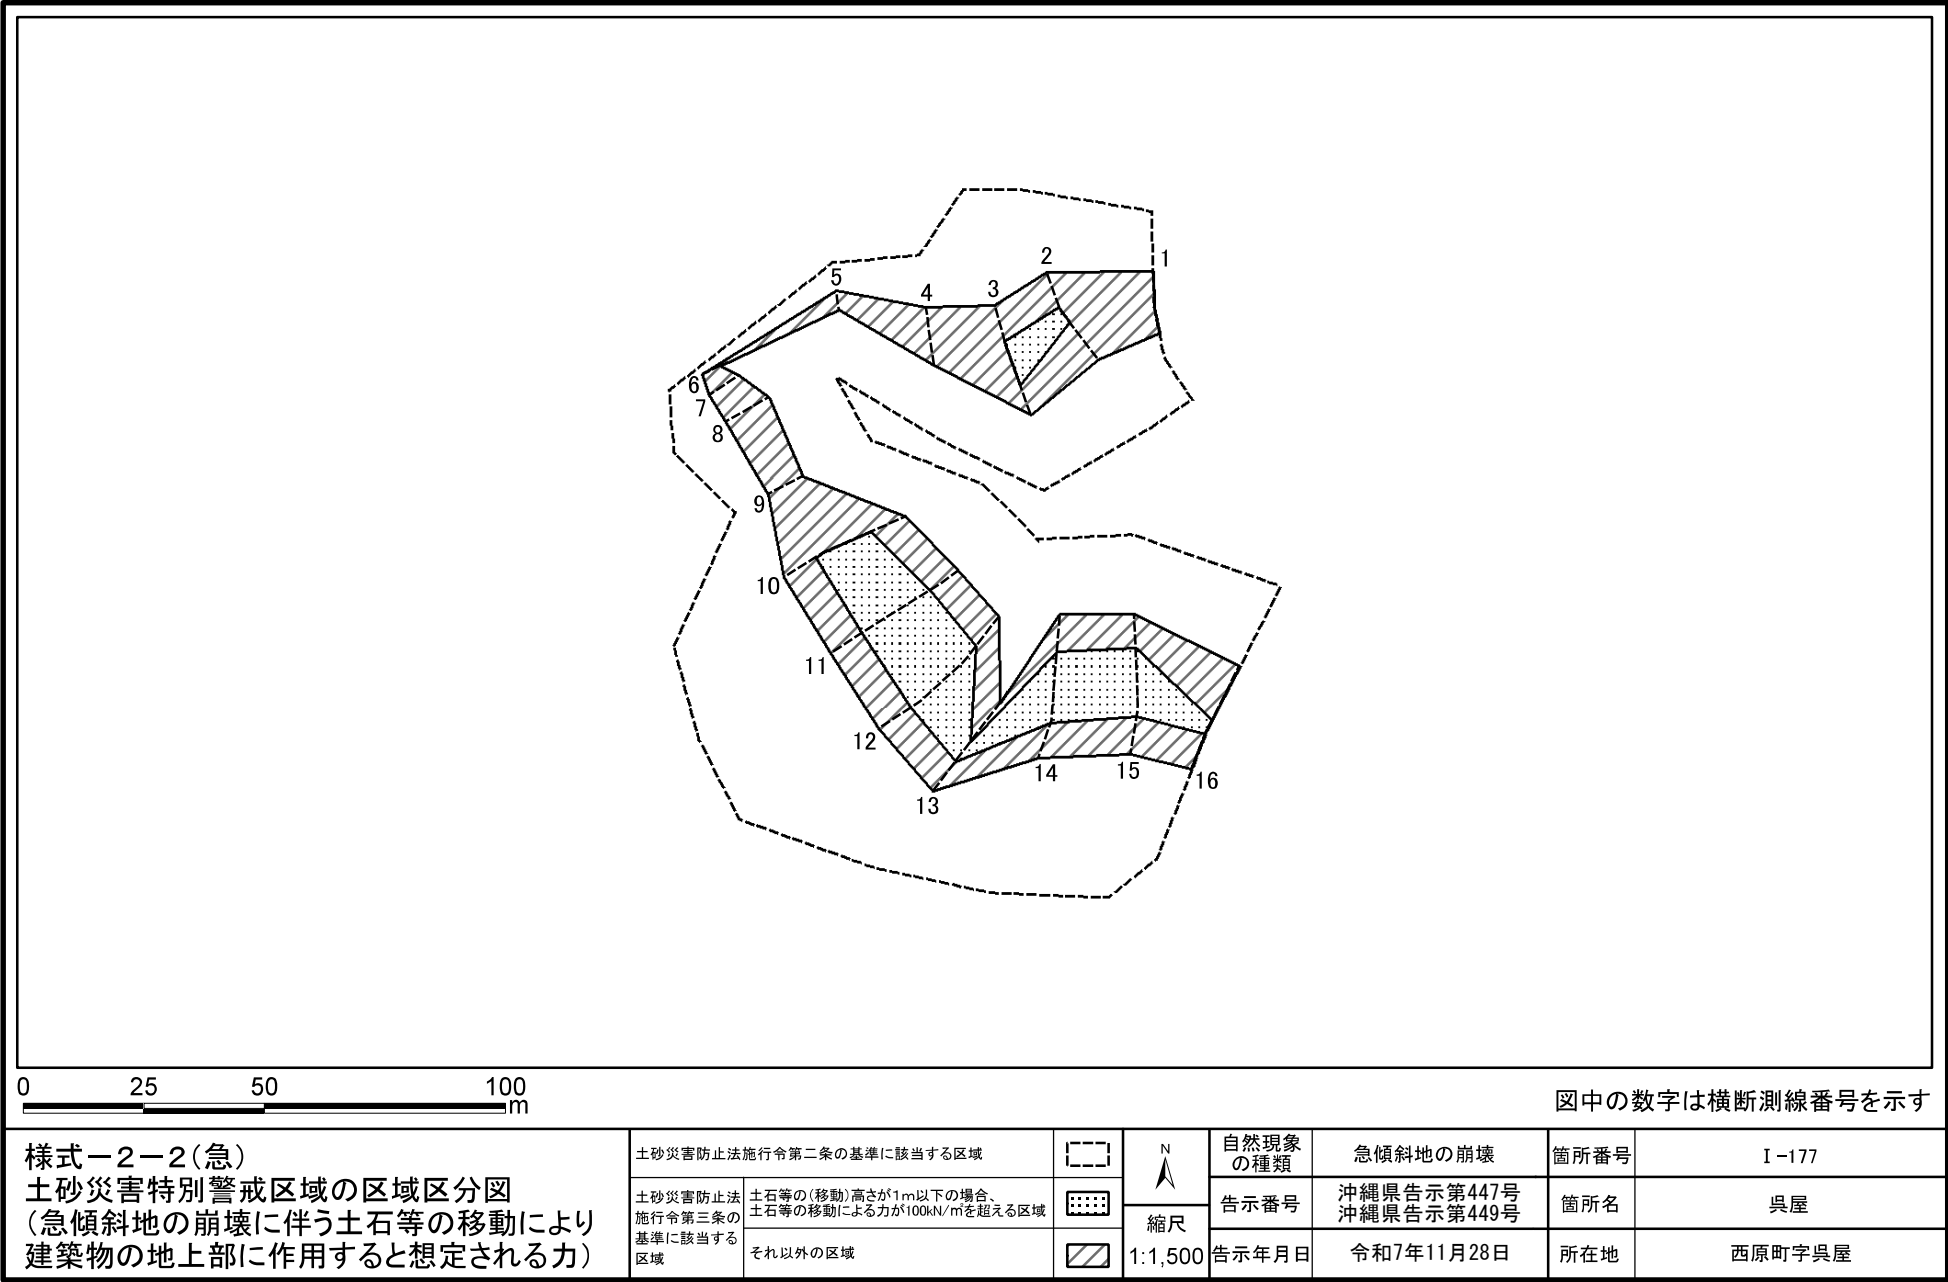 1
2
3
4
5
6
7
8
9
10
11
12
13
14
15
16
0 25 50 100
m
図中の数字は横断測線番号を示す
様式－２－２（急）
土砂災害特別警戒区域の区域区分図
（急傾斜地の崩壊に伴う土石等の移動により
建築物の地上部に作用すると想定される力）
土砂災害防止法施行令第二条の基準に該当する区域
土砂災害防止法
施行令第三条の
基準に該当する
区域
土石等の（移動）高さが１ｍ以下の場合、
土石等の移動による力が100kN/㎡を超える区域
それ以外の区域
N
縮尺
1:1,500
自然現象
の種類
急傾斜地の崩壊
箇所番号
Ⅰ-177
告示番号
沖縄県告示第447号
沖縄県告示第449号
箇所名
呉屋
告示年月日
令和7年11月28日
所在地
西原町字呉屋